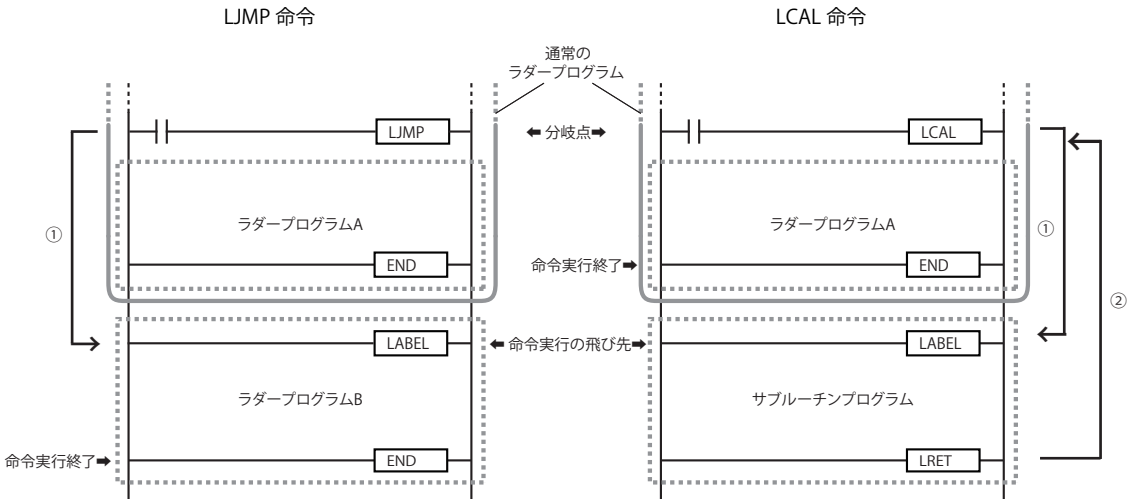 LJMP 命令
LCAL 命令
通常の
ラダープログラム
LJMP
⬅ 分岐点➡
LCAL
ラダープログラムA
ラダープログラムA
①
①
END
命令実行終了➡
END
②
LABEL
⬅ 命令実行の飛び先➡
LABEL
ラダープログラムB
サブルーチンプログラム
命令実行終了➡
END
LRET